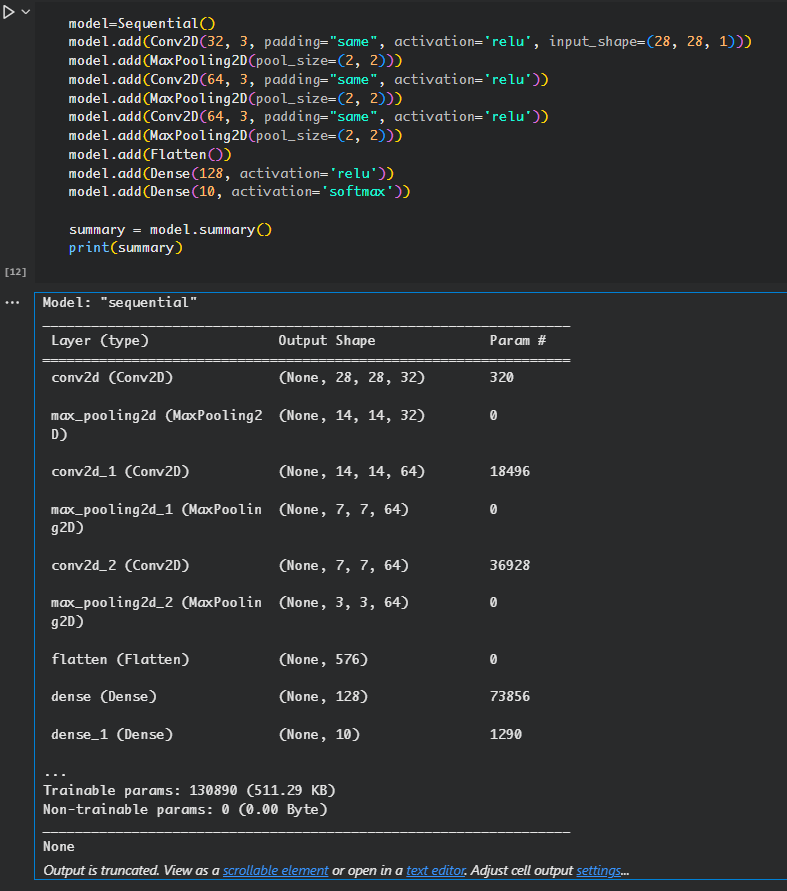 model=Sequential()
model.add(Conv2D(32, 3, padding="same", activation='relu', input_shape=(28, 28, 1)))
model.add(MaxPooling2D(pool_size=(2, 2)))
model.add(Conv2D(64, 3, padding="same", activation='relu'))
model.add(MaxPooling2D(pool_size=(2, 2)))
model.add(Conv2D(64, 3, padding="same", activation='relu'))
model.add(MaxPooling2D(pool_size=(2, 2)))
model.add(Flatten())
model.add(Dense(128, activation='relu'))
model.add(Dense(10, activation='softmax'))
summary = model.summary()
print(summary)
[12]
... Model: "sequential"
_________________________________________________________________
Layer (type) Output Shape Param #
=================================================================
conv2d (Conv2D) (None, 28, 28, 32) 320
max_pooling2d (MaxPooling2 (None, 14, 14, 32) 0
D)
conv2d_1 (Conv2D) (None, 14, 14, 64) 18496
max_pooling2d_1 (MaxPoolin (None, 7, 7, 64) 0
g2D)
conv2d_2 (Conv2D) (None, 7, 7, 64) 36928
max_pooling2d_2 (MaxPoolin (None, 3, 3, 64) 0
g2D)
flatten (Flatten) (None, 576) 0
dense (Dense) (None, 128) 73856
dense_1 (Dense) (None, 10) 1290
...
Trainable params: 130890 (511.29 KB)
Non-trainable params: 0 (0.00 Byte)
_________________________________________________________________
None
Output is truncated. View as a scrollable element or open in a text editor. Adjust cell output settings...